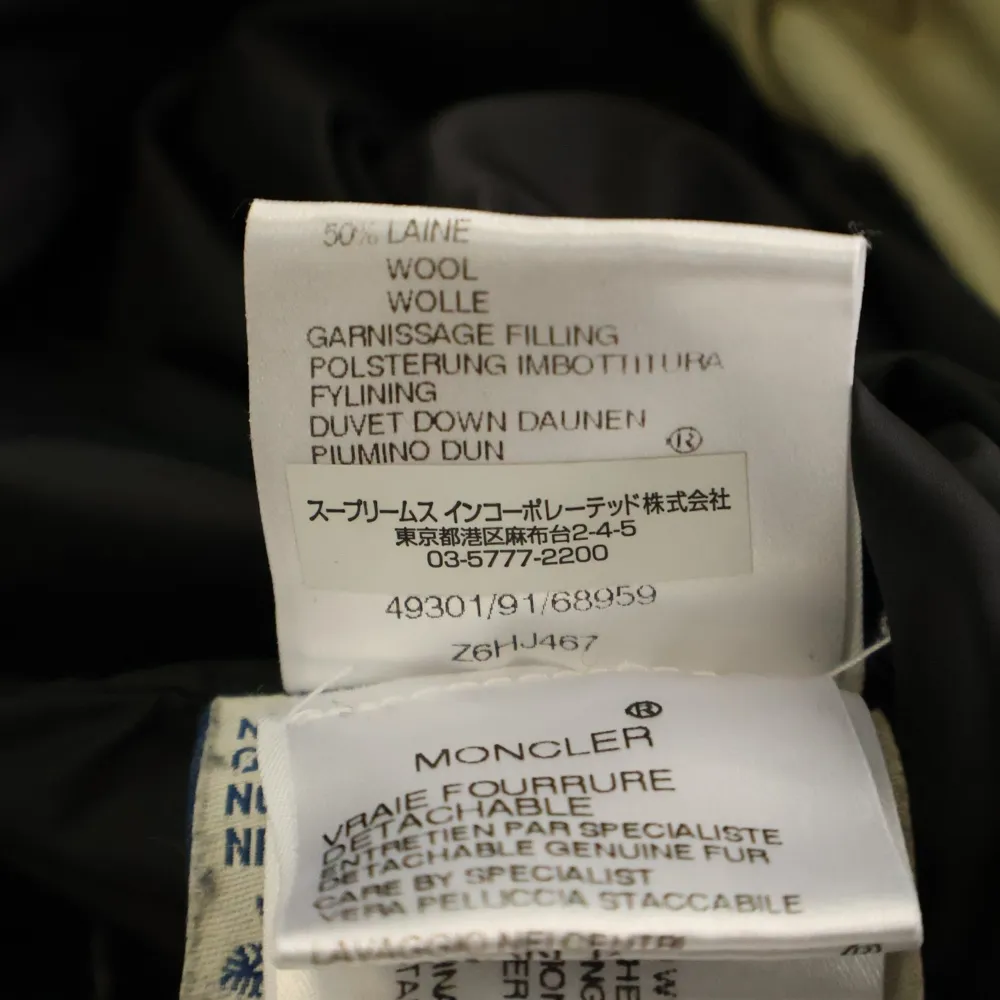 50% LAINE
WOOL
WOLLE
GARNISSAGE FILLING
POLSTERUNG IMBOTTITURA
FYLINING
DUVET DOWN DAUNEN
PIUMINO DUN ®
スープリームス インコーポレーテッド株式会社
東京都港区麻布台2-4-5
03-5777-2200
49301/91/68959
Z6HJ467
MONCLER®
VRAIE FOURRURE
DETACHABLE
ENTRETIEN PAR SPECIALISTE
DETACHABLE GENUINE FUR
CARE BY SPECIALIST
VERA PELLICCIA STACCABILE
LAVAGGIO NEI CENTRI